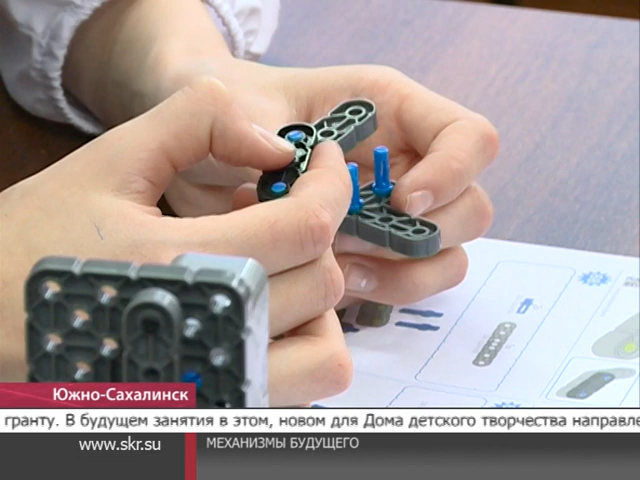 Южно-Сахалинск
гранту. В будущем занятия в этом, новом для Дома детского творчества направле
www.skr.su
МЕХАНИЗМЫ БУДУЩЕГО